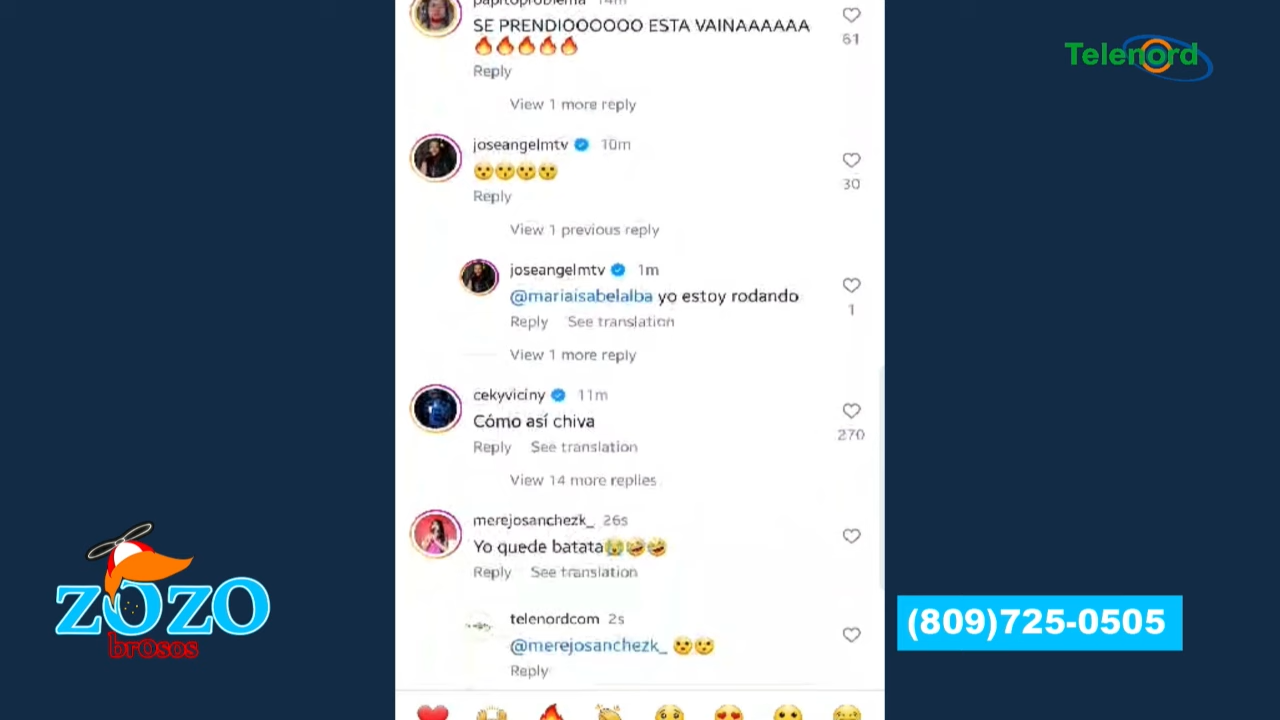 papitoproblema 14m
SE PRENDIOOOOOO ESTA VAINAAAAAA
🔥🔥🔥🔥🔥
61
Reply
View 1 more reply
joseangelmtv 10m
😯😯😯😯
30
Reply
View 1 previous reply
joseangelmtv 1m
@mariaisabelalba yo estoy rodando
1
Reply See translation
View 1 more reply
cekyviciny 11m
Cómo así chiva
270
Reply See translation
View 14 more replies
merejosanchezk_ 26s
Yo quede batata😭🤣🤣
Reply See translation
telenordcom 2s
@merejosanchezk_ 😯😯
Reply
Telenord
zozo
brosos
(809)725-0505